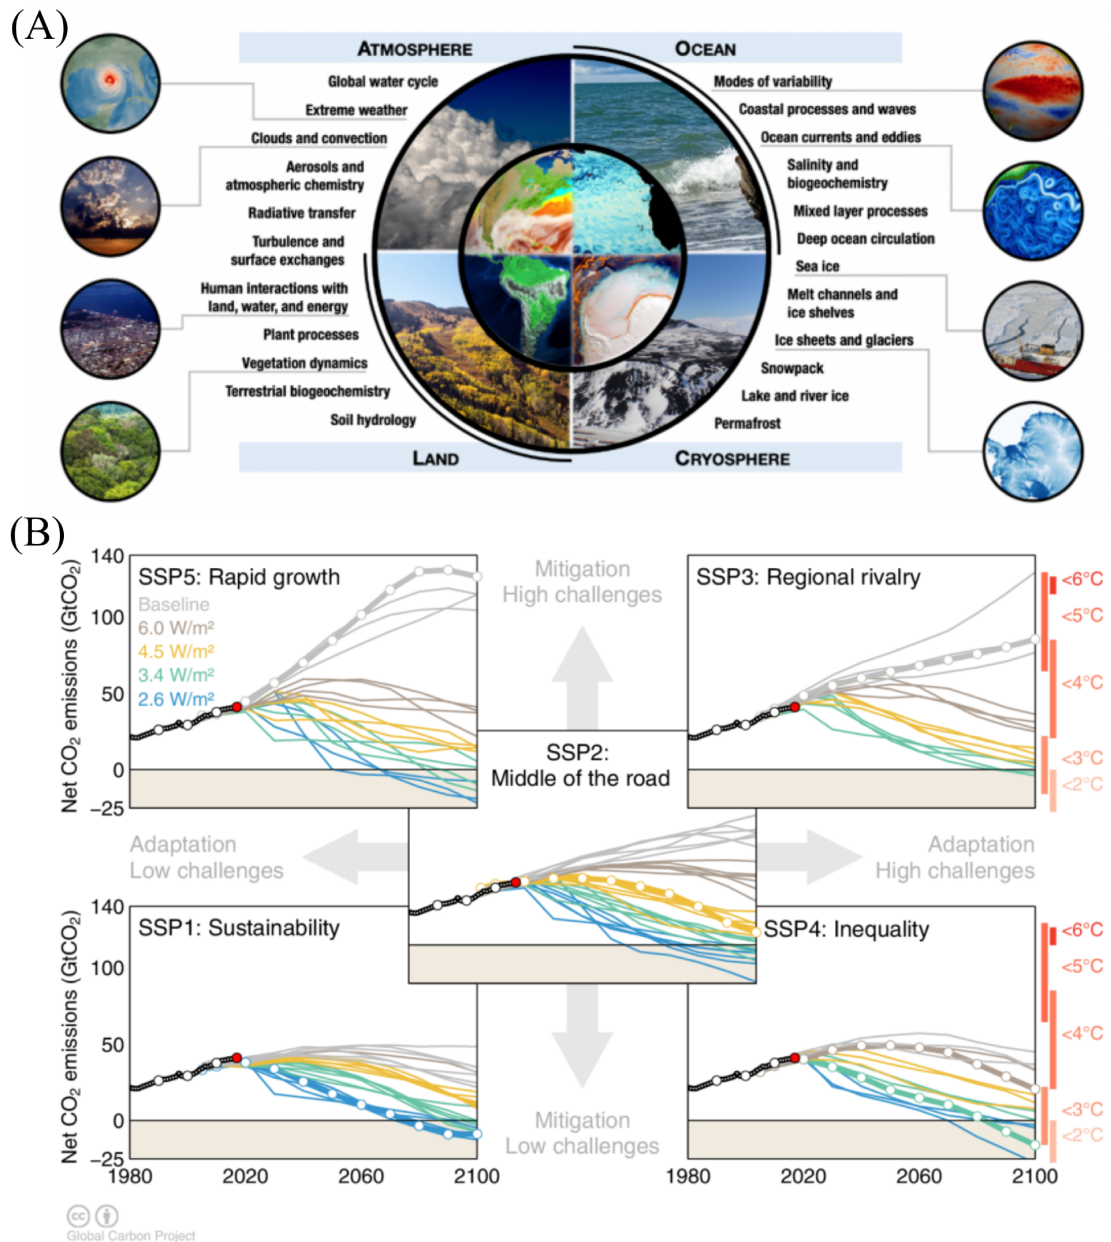 (A)
ATMOSPHERE
OCEAN
Global water cycle
Extreme weather
Clouds and convection
Aerosols and
atmospheric chemistry
Radiative transfer
Turbulence and
surface exchanges
Human interactions with
land, water, and energy
Plant processes
Vegetation dynamics
Terrestrial biogeochemistry
Soil hydrology
Modes of variability
Coastal processes and waves
Ocean currents and eddies
Salinity and
biogeochemistry
Mixed layer processes
Deep ocean circulation
Sea ice
Melt channels and
ice shelves
Ice sheets and glaciers
Snowpack
Lake and river ice
Permafrost
LAND
CRYOSPHERE
(B)
Net CO₂ emissions (GtCO₂)
140
100
50
0
−25
SSP5: Rapid growth
Baseline
6.0 W/m²
4.5 W/m²
3.4 W/m²
2.6 W/m²
Mitigation
High challenges
SSP3: Regional rivalry
<6°C
<5°C
<4°C
<3°C
<2°C
SSP2:
Middle of the road
Adaptation
Low challenges
Adaptation
High challenges
Net CO₂ emissions (GtCO₂)
140
100
50
0
−25
SSP1: Sustainability
SSP4: Inequality
<6°C
<5°C
<4°C
<3°C
<2°C
Mitigation
Low challenges
1980
2020
2060
2100
1980
2020
2060
2100
cc
Global Carbon Project